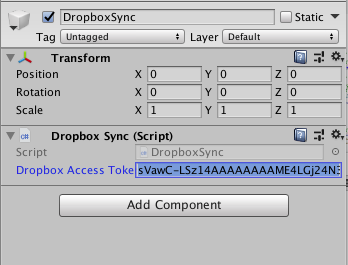 DropboxSync Static
Tag Untagged Layer Default
Transform
Position X 0 Y 0 Z 0
Rotation X 0 Y 0 Z 0
Scale X 1 Y 1 Z 1
Dropbox Sync (Script)
Script DropboxSync
Dropbox Access Toke sVawC-LSz14AAAAAAAAME4LGj24N
Add Component